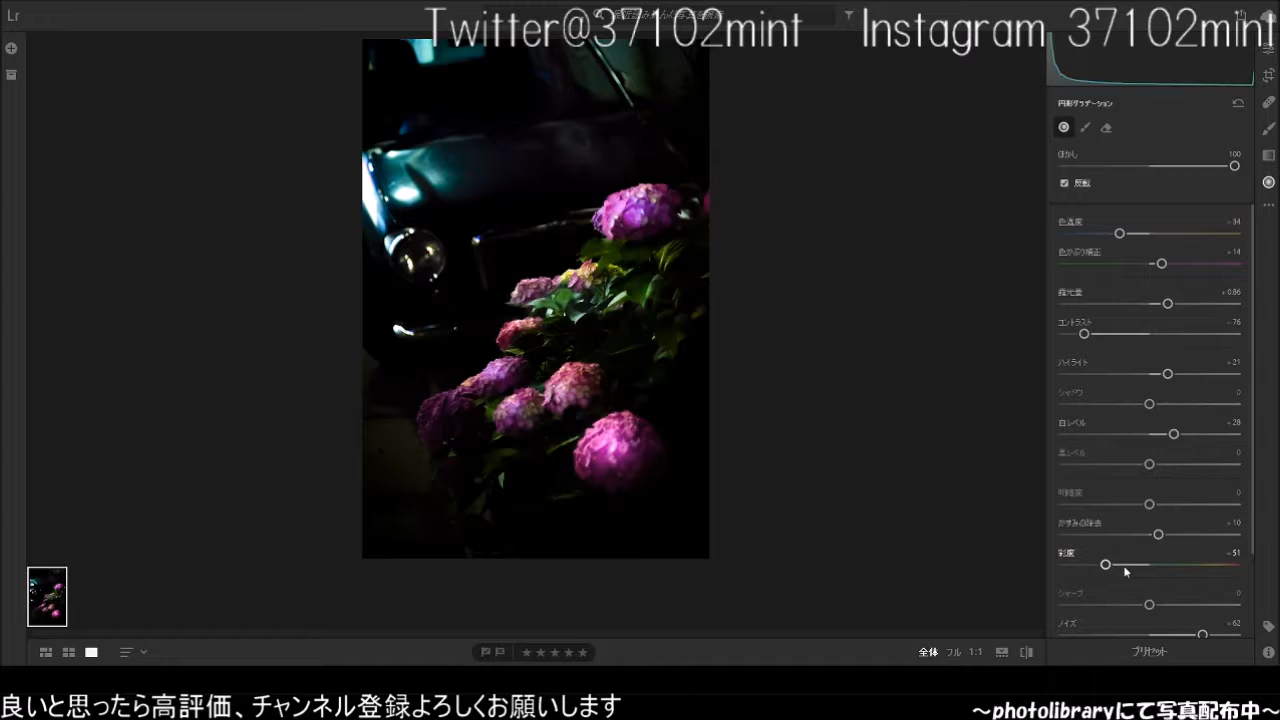 Twitter@37102mint Instagram 37102mint
Lr
円形グラデーション
ぼかし 100
反転
色温度 -34
色かぶり補正 +14
露光量 +0.86
コントラスト -76
ハイライト +21
シャドウ 0
白レベル +28
黒レベル 0
明瞭度 0
かすみの除去 +10
彩度 -51
シャープ 0
ノイズ +62
全体 フル 1:1
プリセット
良いと思ったら高評価、チャンネル登録よろしくお願いします
～photolibraryにて写真配布中～